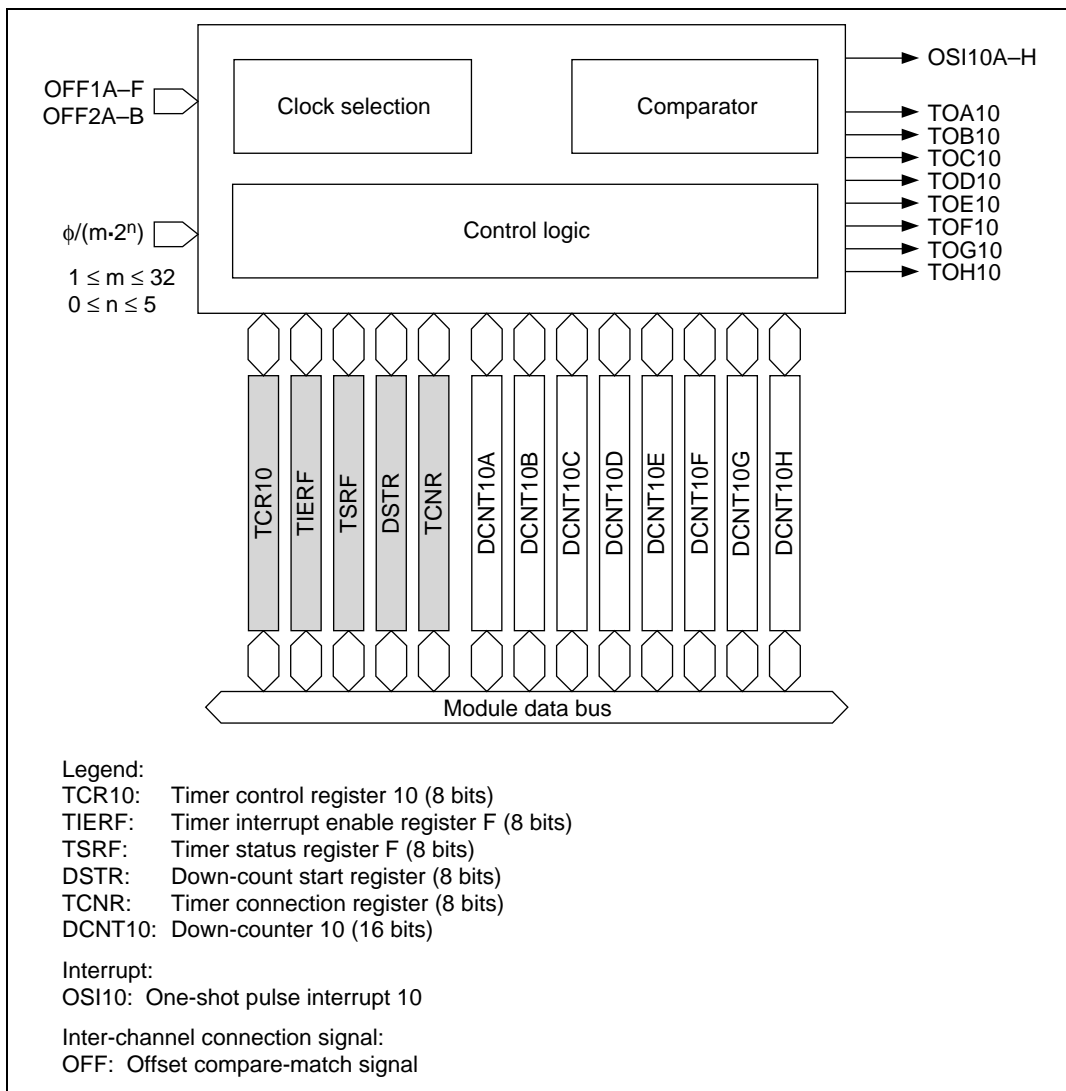 OFF1A–F
OFF2A–B
Clock selection
Comparator
OSI10A–H
TOA10
TOB10
TOC10
TOD10
TOE10
TOF10
TOG10
TOH10
ϕ/(m▪2ⁿ)
1 ≤ m ≤ 32
0 ≤ n ≤ 5
Control logic
TCR10
TIERF
TSRF
DSTR
TCNR
DCNT10A
DCNT10B
DCNT10C
DCNT10D
DCNT10E
DCNT10F
DCNT10G
DCNT10H
Module data bus
Legend:
TCR10: Timer control register 10 (8 bits)
TIERF: Timer interrupt enable register F (8 bits)
TSRF: Timer status register F (8 bits)
DSTR: Down-count start register (8 bits)
TCNR: Timer connection register (8 bits)
DCNT10: Down-counter 10 (16 bits)
Interrupt:
OSI10: One-shot pulse interrupt 10
Inter-channel connection signal:
OFF: Offset compare-match signal